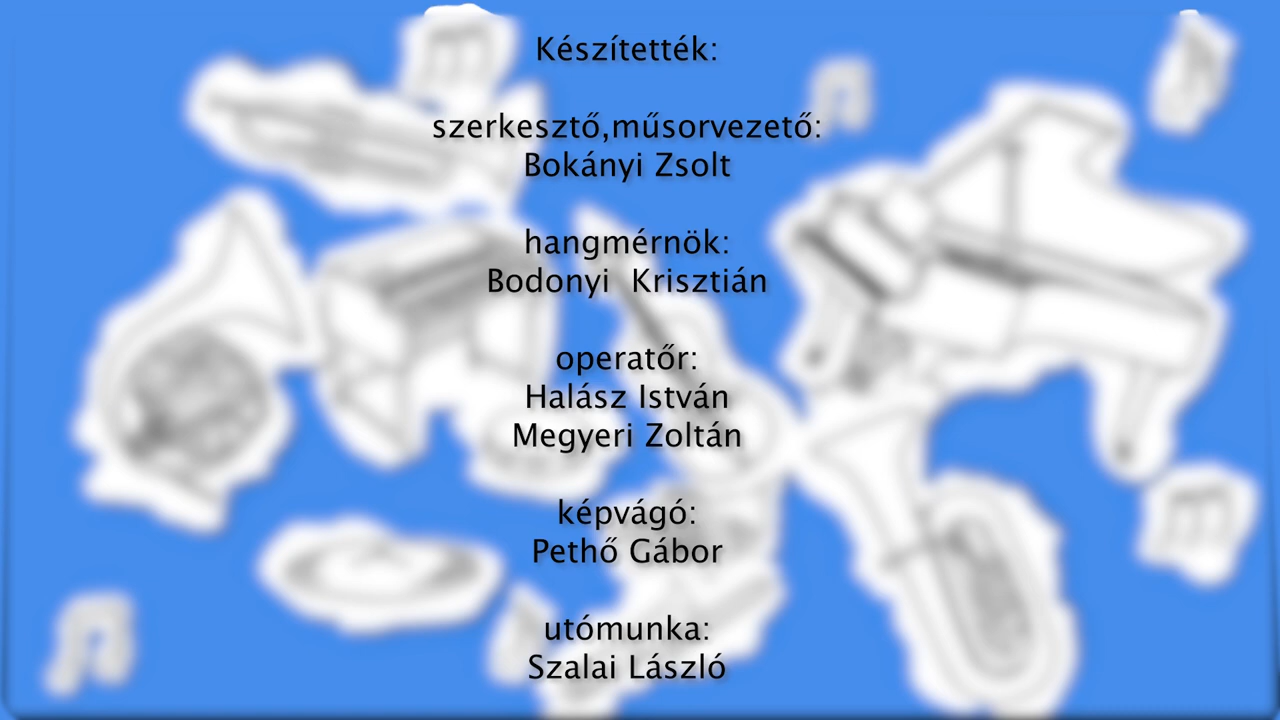 Készítették:
szerkesztő,műsorvezető:
Bokányi Zsolt
hangmérnök:
Bodonyi  Krisztián
operatőr:
Halász István
Megyeri Zoltán
képvágó:
Pethő Gábor
utómunka:
Szalai László